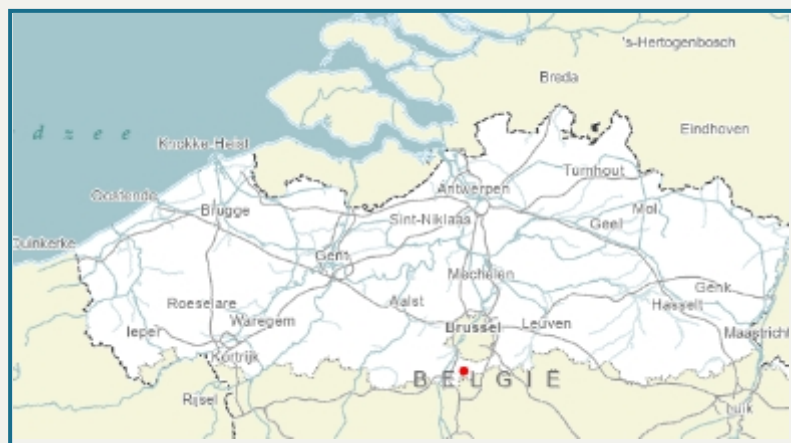 's-Hertogenbosch
Breda
d z e e
Eindhoven
Knokke-Heist
Turnhout
Antwerpen
Oostende
Mol
Brugge
Sint-Niklaas
Geel
Duinkerke
Gent
Mechelen
Genk
Roeselare
Aalst
Hasselt
Waregem
Brussel
Leuven
Ieper
Maastricht
Kortrijk
BELGIË
Rijsel
Luik